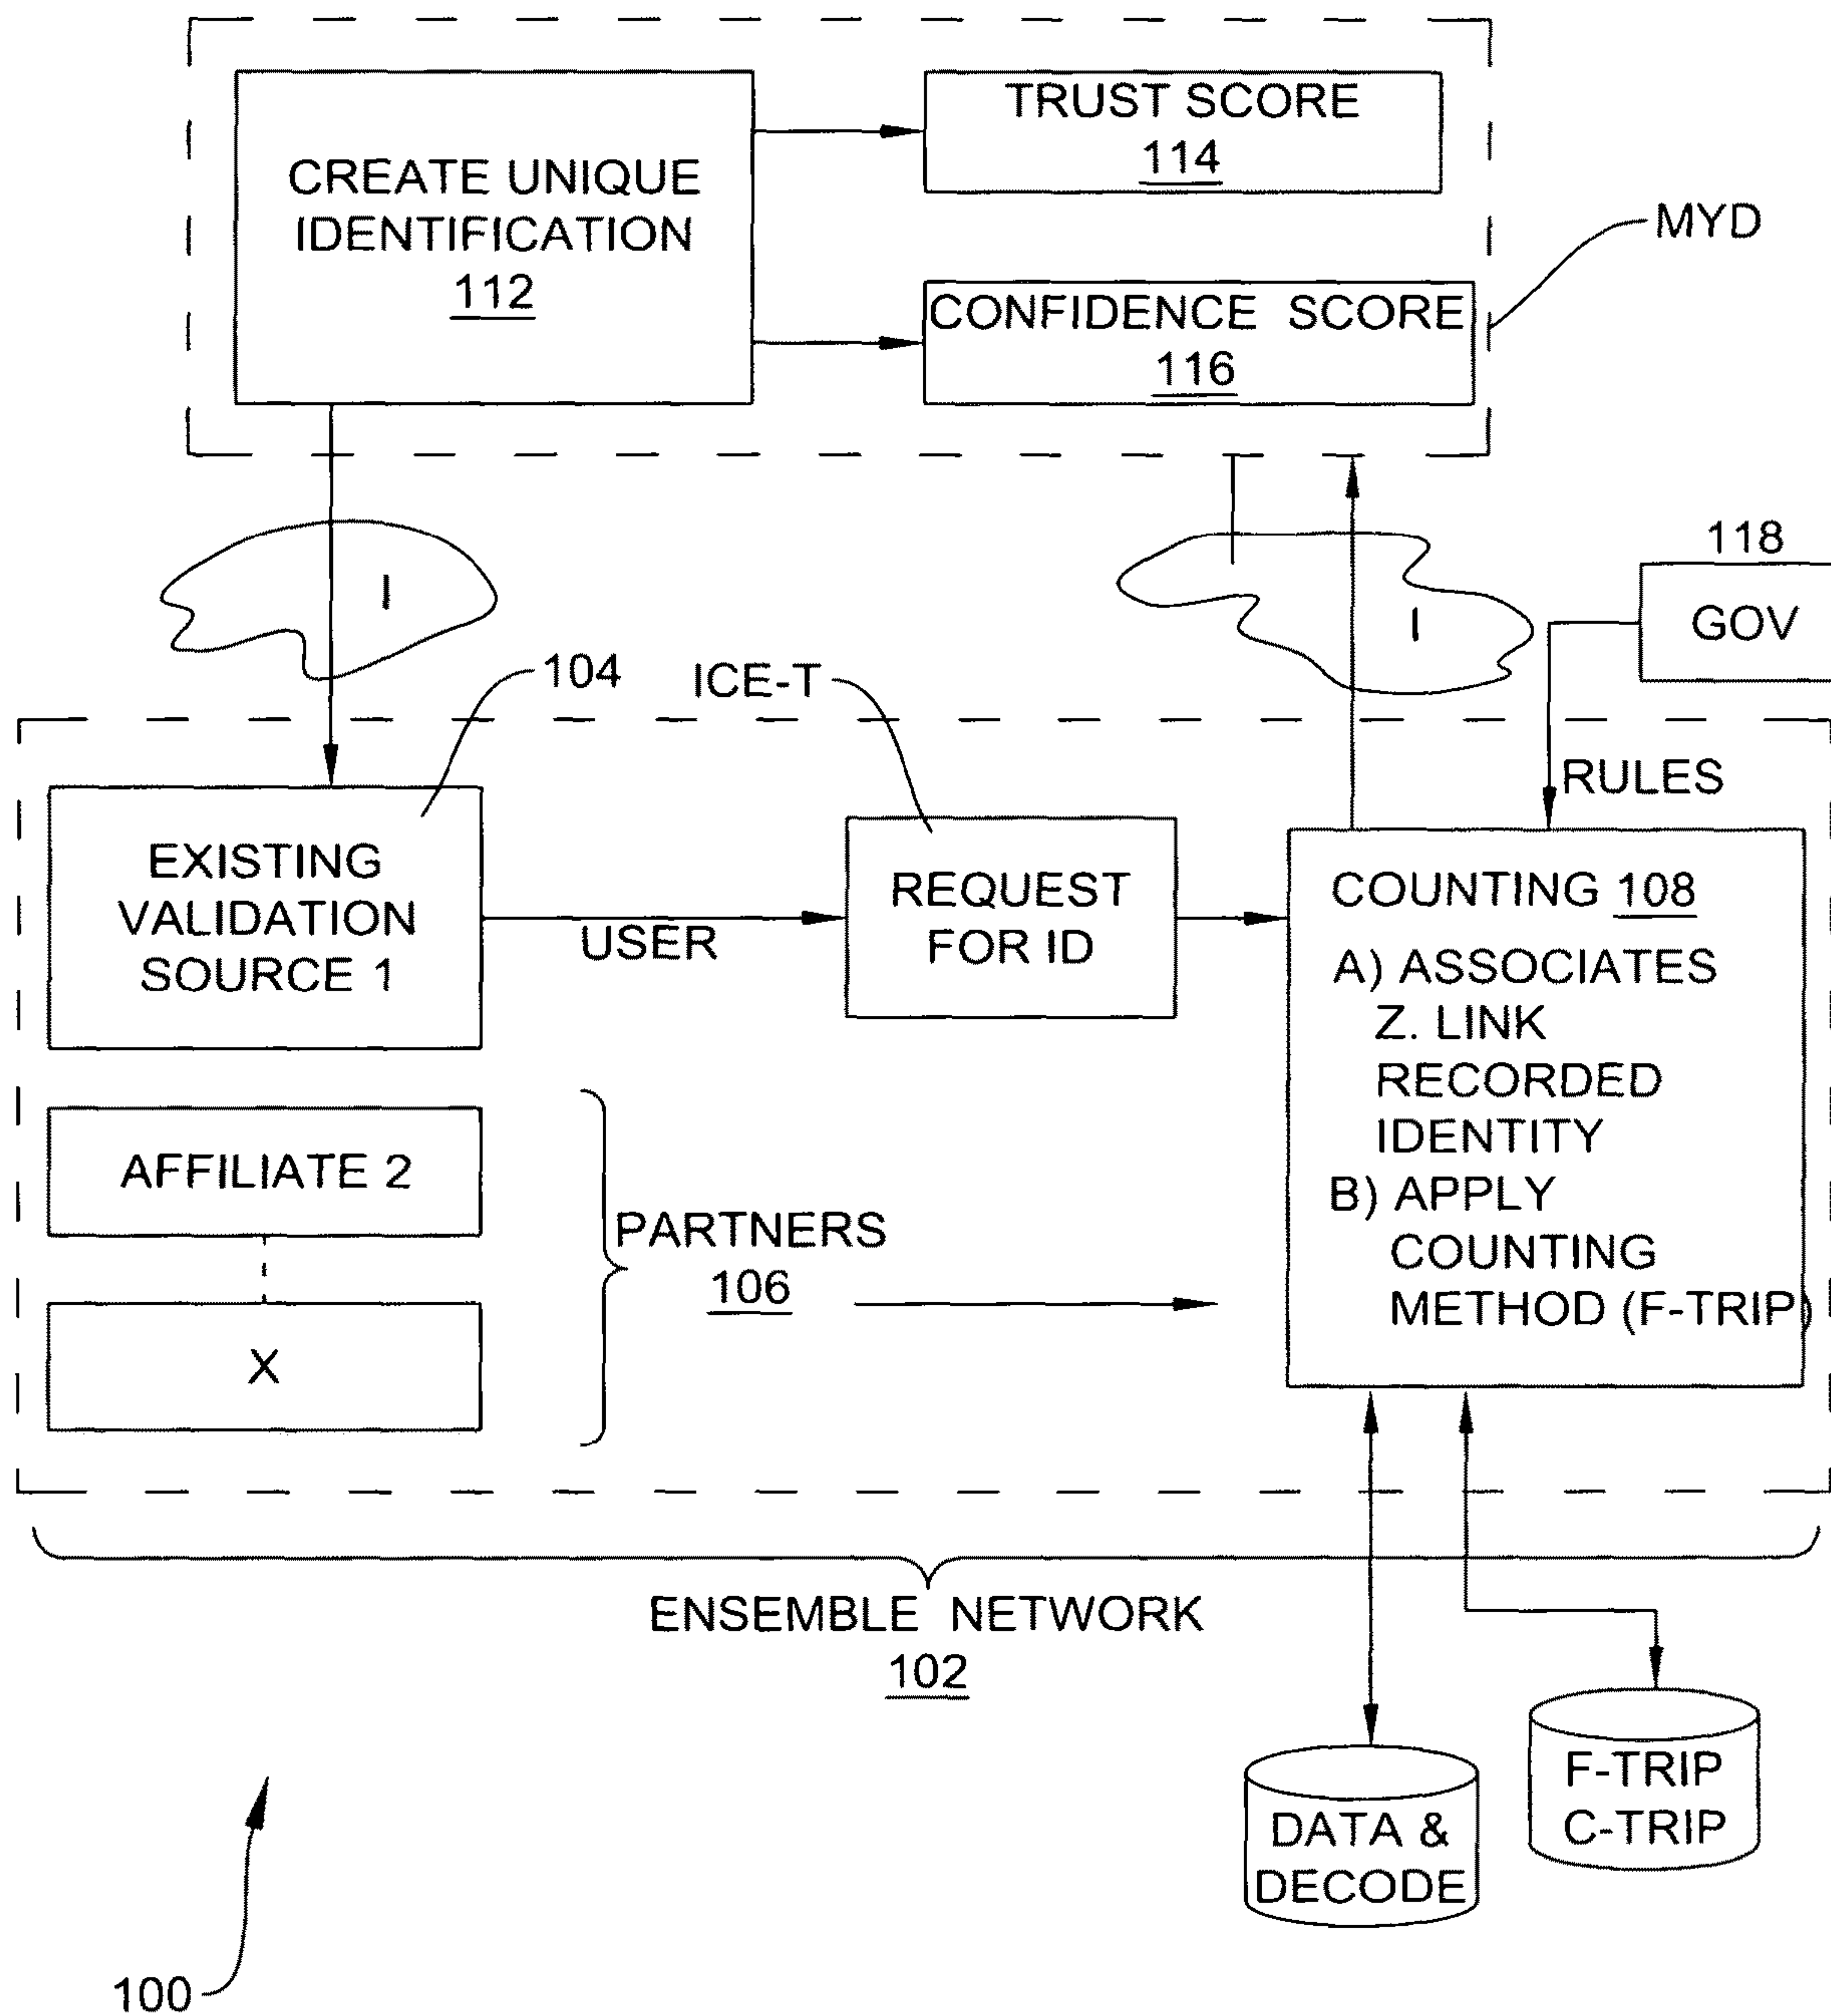 CREATE UNIQUE
IDENTIFICATION
112
TRUST SCORE
114
CONFIDENCE SCORE
116
MYD
I
I
118
GOV
104
ICE-T
RULES
EXISTING
VALIDATION
SOURCE 1
USER
REQUEST
FOR ID
COUNTING 108
A) ASSOCIATES
Z. LINK
RECORDED
IDENTITY
B) APPLY
COUNTING
METHOD (F-TRIP)
AFFILIATE 2
X
PARTNERS
106
ENSEMBLE NETWORK
102
DATA &
DECODE
F-TRIP
C-TRIP
100